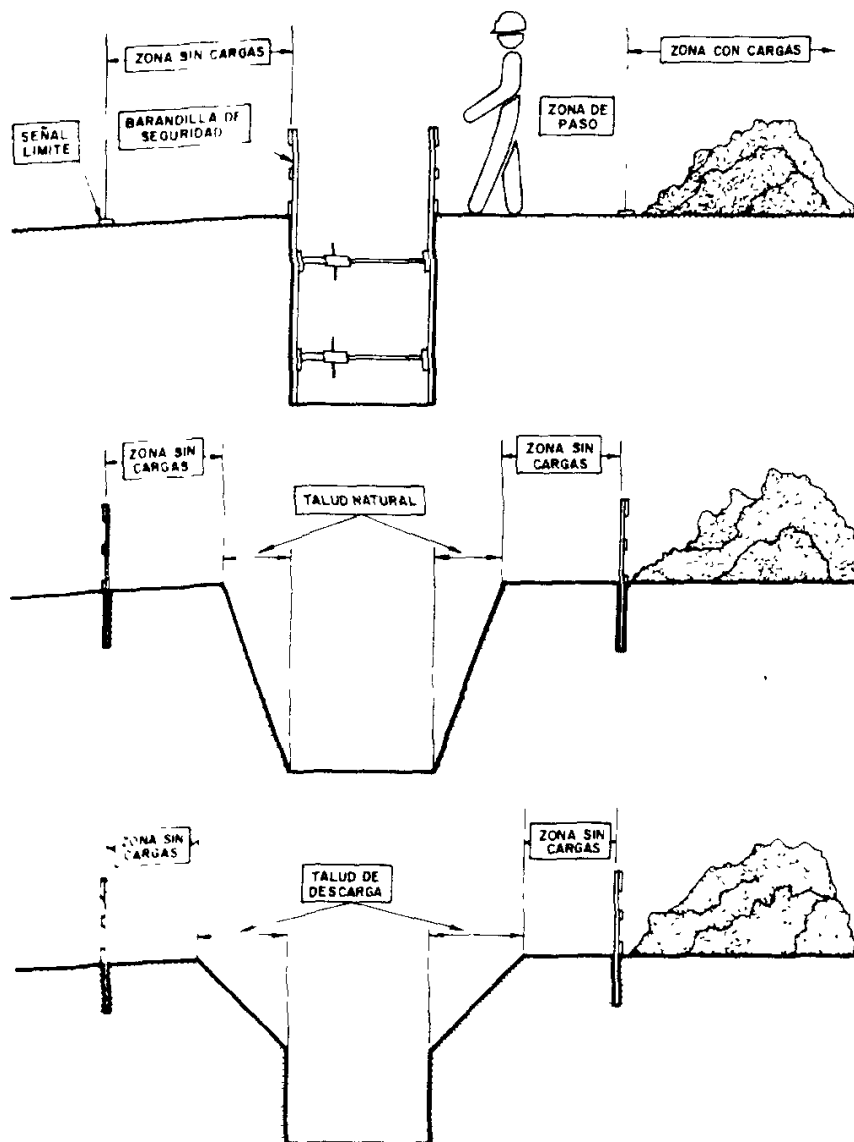 ZONA SIN CARGAS
ZONA CON CARGAS
SEÑAL
LIMITE
BARANDILLA DE
SEGURIDAD
ZONA DE
PASO
ZONA SIN
CARGAS
ZONA SIN
CARGAS
TALUD NATURAL
ZONA SIN
CARGAS
ZONA SIN
CARGAS
TALUD DE
DESCARGA